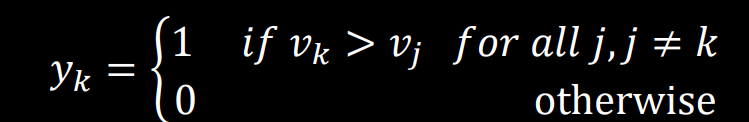 y_k = { 1 if v_k > v_j for all j, j ≠ k
0 otherwise